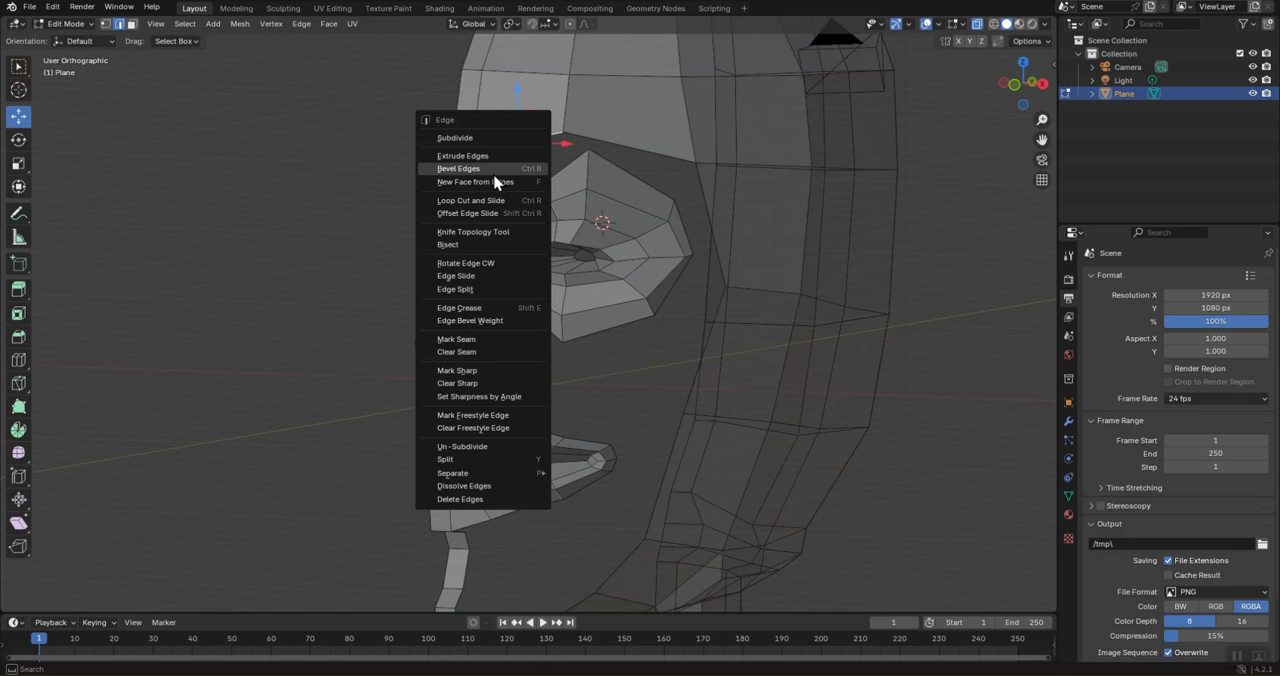 File Edit Render Window Help Layout Modeling Sculpting UV Editing Texture Paint Shading Animation Rendering Compositing Geometry Nodes Scripting Scene ViewLayer
Edit Mode View Select Add Mesh Vertex Edge Face UV Global Search
Orientation: Default Drag: Select Box X Y Z Options
User Orthographic
(1) Plane
Scene Collection
Collection
Camera
Light
Plane
Z
X
Y
Edge
Subdivide
Extrude Edges
Bevel Edges Ctrl B
New Face from Edges F
Loop Cut and Slide Ctrl R
Offset Edge Slide Shift Ctrl R
Knife Topology Tool
Bisect
Rotate Edge CW
Edge Slide
Edge Split
Edge Crease Shift E
Edge Bevel Weight
Mark Seam
Clear Seam
Mark Sharp
Clear Sharp
Set Sharpness by Angle
Mark Freestyle Edge
Clear Freestyle Edge
Un-Subdivide
Split Y
Separate P
Dissolve Edges
Delete Edges
Search
Scene
Format
Resolution X 1920 px
Y 1080 px
% 100%
Aspect X 1.000
Y 1.000
Render Region
Crop to Render Region
Frame Rate 24 fps
Frame Range
Frame Start 1
End 250
Step 1
Time Stretching
Stereoscopy
Output
/tmp\
Saving File Extensions
Cache Result
File Format PNG
Color BW RGB RGBA
Color Depth 8 16
Compression 15%
Image Sequence Overwrite
Playback Keying View Marker 1 Start 1 End 250
1 20 30 40 50 60 70 80 90 100 110 120 130 140 150 160 170 180 190 200 210 220 230 240 250
Search 4.2.1